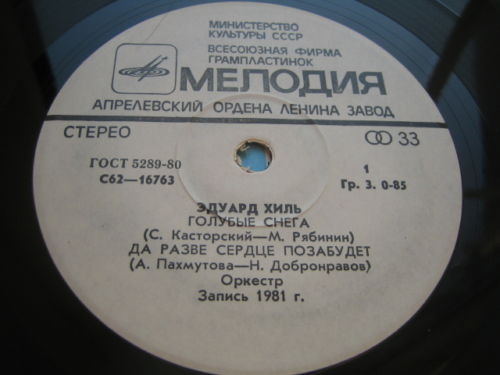 МИНИСТЕРСТВО
КУЛЬТУРЫ СССР
ВСЕСОЮЗНАЯ ФИРМА
ГРАМПЛАСТИНОК
МЕЛОДИЯ
АПРЕЛЕВСКИЙ ОРДЕНА ЛЕНИНА ЗАВОД
СТЕРЕО 33
ГОСТ 5289-80 1
С62—16763 Гр. 3. 0-85
ЭДУАРД ХИЛЬ
ГОЛУБЫЕ СНЕГА
(С. Касторский—М. Рябинин)
ДА РАЗВЕ СЕРДЦЕ ПОЗАБУДЕТ
(А. Пахмутова—Н. Добронравов)
Оркестр
Запись 1981 г.